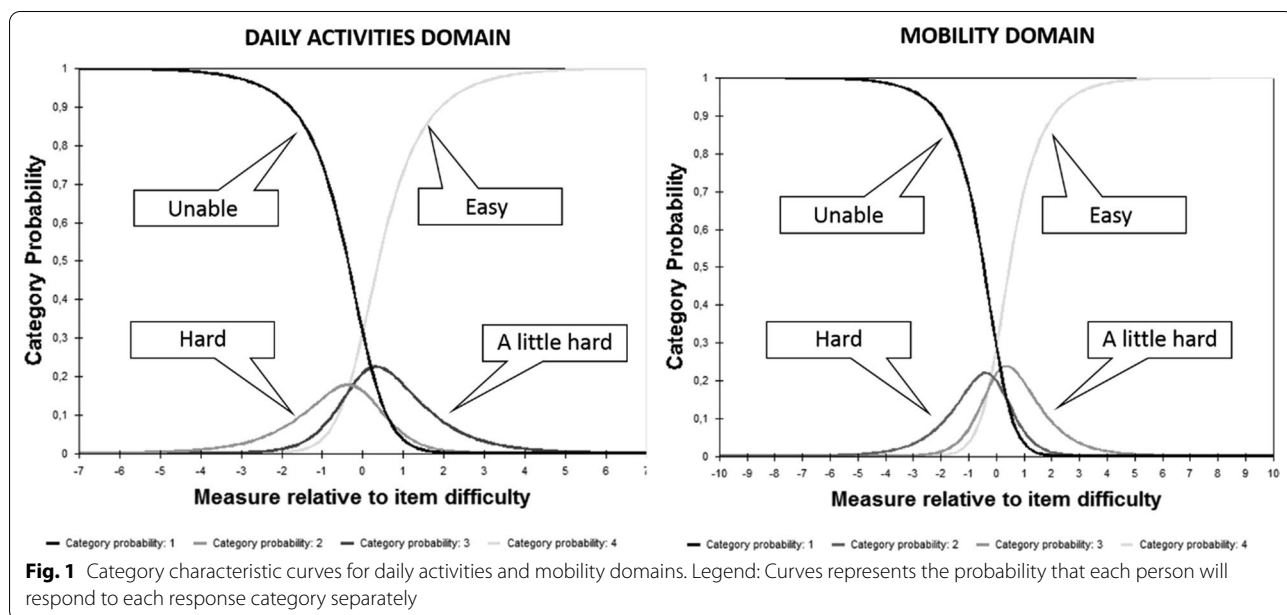 DAILY ACTIVITIES DOMAIN
Category Probability
1
0,9
0,8
0,7
0,6
0,5
0,4
0,3
0,2
0,1
0
Unable
Easy
Hard
A little hard
-7 -6 -5 -4 -3 -2 -1 0 1 2 3 4 5 6 7
Measure relative to item difficulty
Category probability: 1 Category probability: 2 Category probability: 3 Category probability: 4
MOBILITY DOMAIN
Category Probability
1
0,9
0,8
0,7
0,6
0,5
0,4
0,3
0,2
0,1
0
Unable
Easy
Hard
A little hard
-10 -9 -8 -7 -6 -5 -4 -3 -2 -1 0 1 2 3 4 5 6 7 8 9 10
Measure relative to item difficulty
Category probability: 1 Category probability: 2 Category probability: 3 Category probability: 4
Fig. 1 Category characteristic curves for daily activities and mobility domains. Legend: Curves represents the probability that each person will
respond to each response category separately